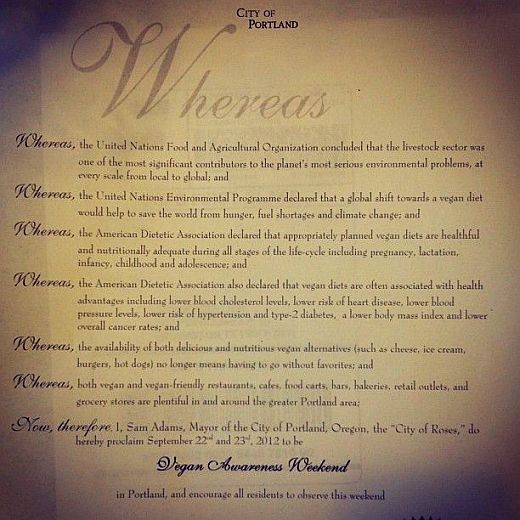 City of
Portland
Whereas
Whereas, the United Nations Food and Agricultural Organization concluded that the livestock sector was
one of the most significant contributors to the planet's most serious environmental problems, at
every scale from local to global; and
Whereas, the United Nations Environmental Programme declared that a global shift towards a vegan diet
would help to save the world from hunger, fuel shortages and climate change; and
Whereas, the American Dietetic Association declared that appropriately planned vegan diets are healthful
and nutritionally adequate during all stages of the life-cycle including pregnancy, lactation,
infancy, childhood and adolescence; and
Whereas, the American Dietetic Association also declared that vegan diets are often associated with health
advantages including lower blood cholesterol levels, lower risk of heart disease, lower blood
pressure levels, lower risk of hypertension and type-2 diabetes, a lower body mass index and lower
overall cancer rates; and
Whereas, the availability of both delicious and nutritious vegan alternatives (such as cheese, ice cream,
burgers, hot dogs) no longer means having to go without favorites; and
Whereas, both vegan and vegan-friendly restaurants, cafes, food carts, bars, bakeries, retail outlets, and
grocery stores are plentiful in and around the greater Portland area;
Now, therefore, I, Sam Adams, Mayor of the City of Portland, Oregon, the "City of Roses," do
hereby proclaim September 22nd and 23rd, 2012 to be
Vegan Awareness Weekend
in Portland, and encourage all residents to observe this weekend